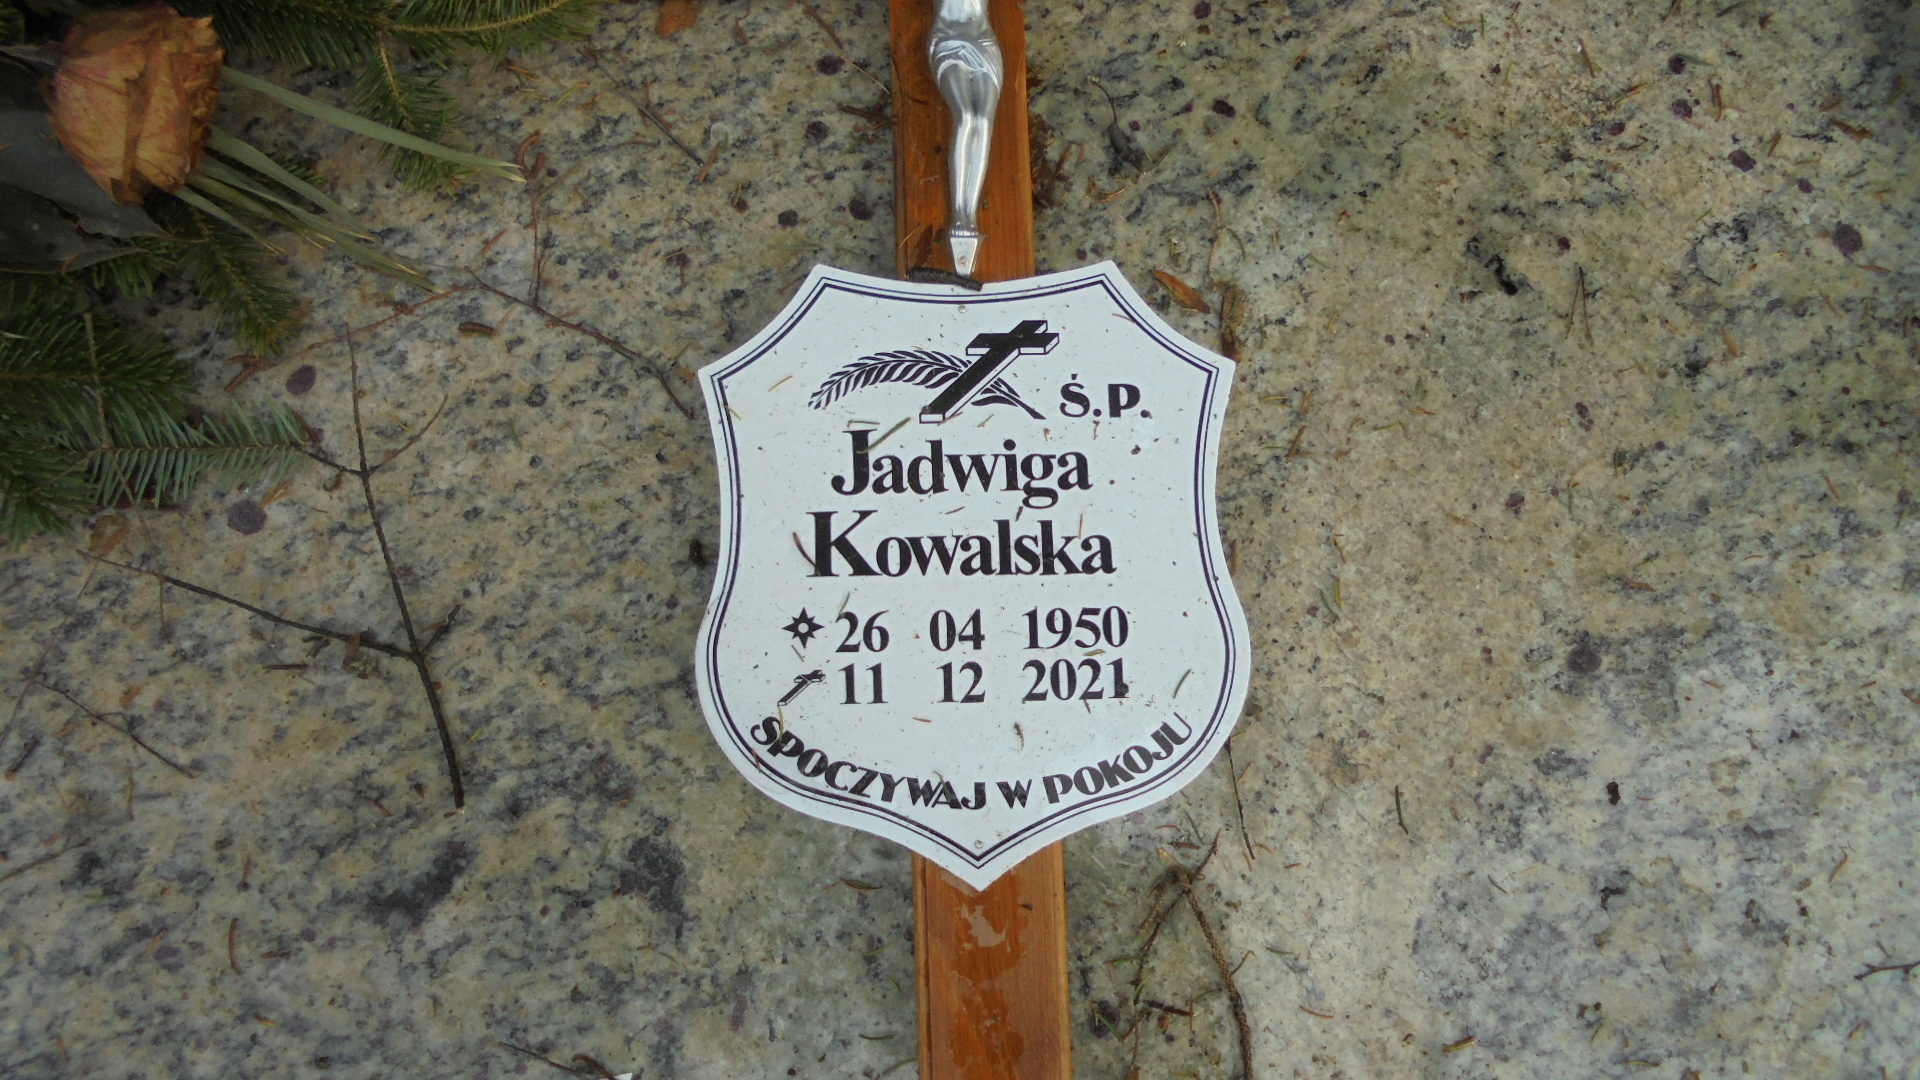 Ś.P.
Jadwiga
Kowalska
26 04 1950
11 12 2021
SPOCZYWAJ W POKOJU